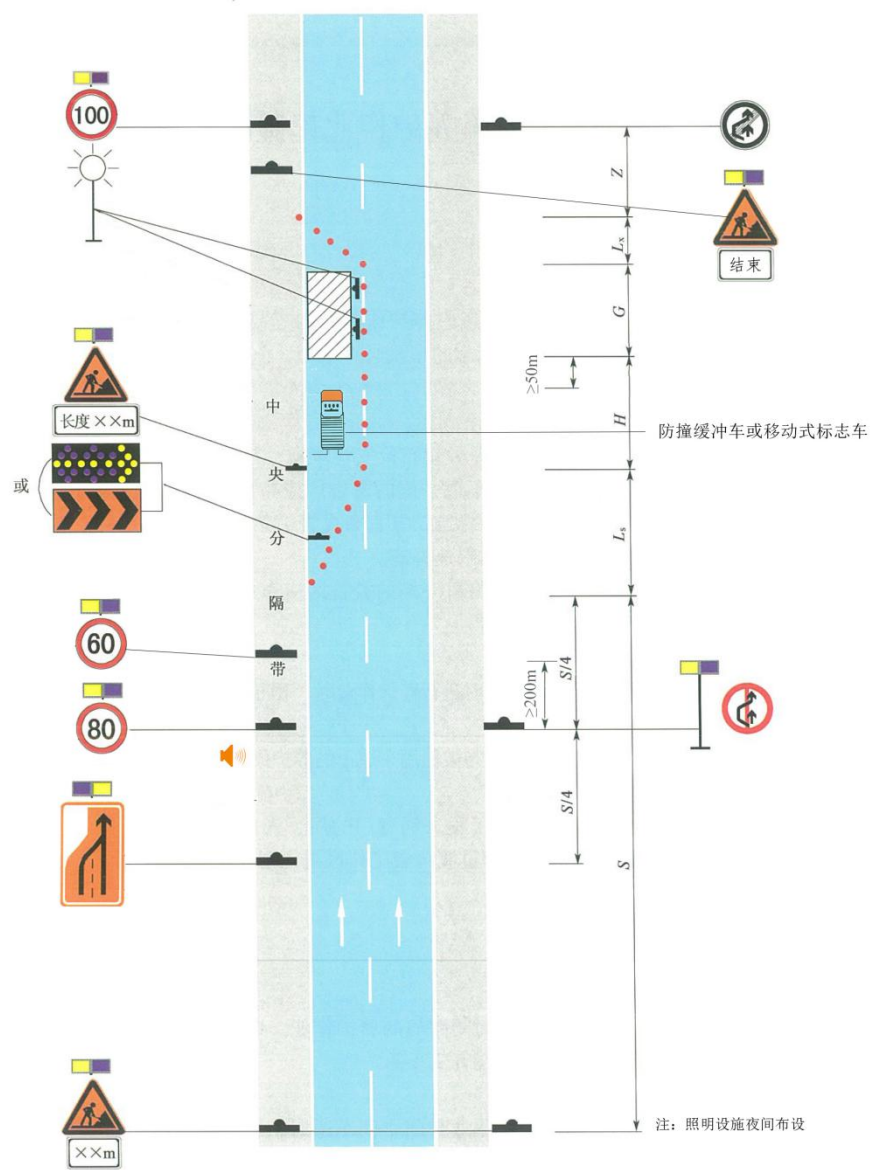 100
Z
Lx
结束
G
≥50m
长度××m
中
H
防撞缓冲车或移动式标志车
或
央
分
Ls
隔
60
带
S/4
≥200m
80
S/4
S
××m
注：照明设施夜间布设